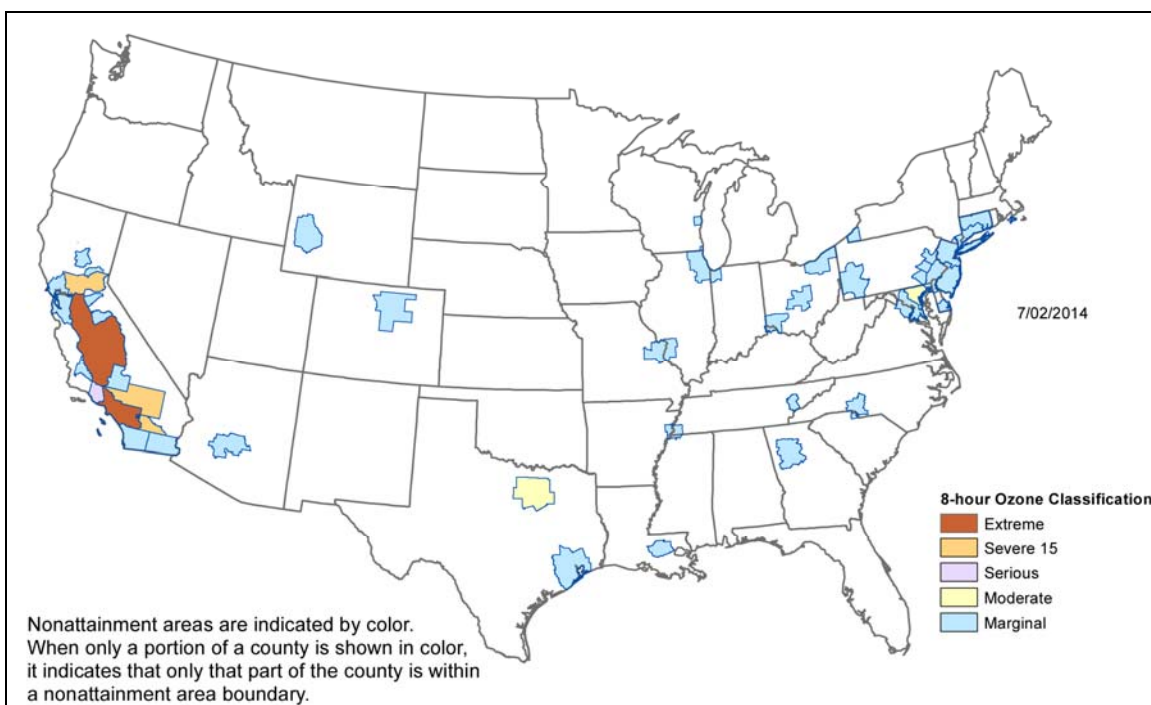 7/02/2014
8-hour Ozone Classification
Extreme
Severe 15
Serious
Moderate
Marginal
Nonattainment areas are indicated by color.
When only a portion of a county is shown in color,
it indicates that only that part of the county is within
a nonattainment area boundary.